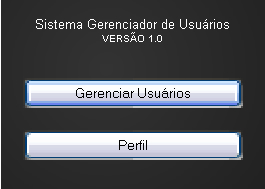 Sistema Gerenciador de Usuários
VERSÃO 1.0
Gerenciar Usuários
Perfil